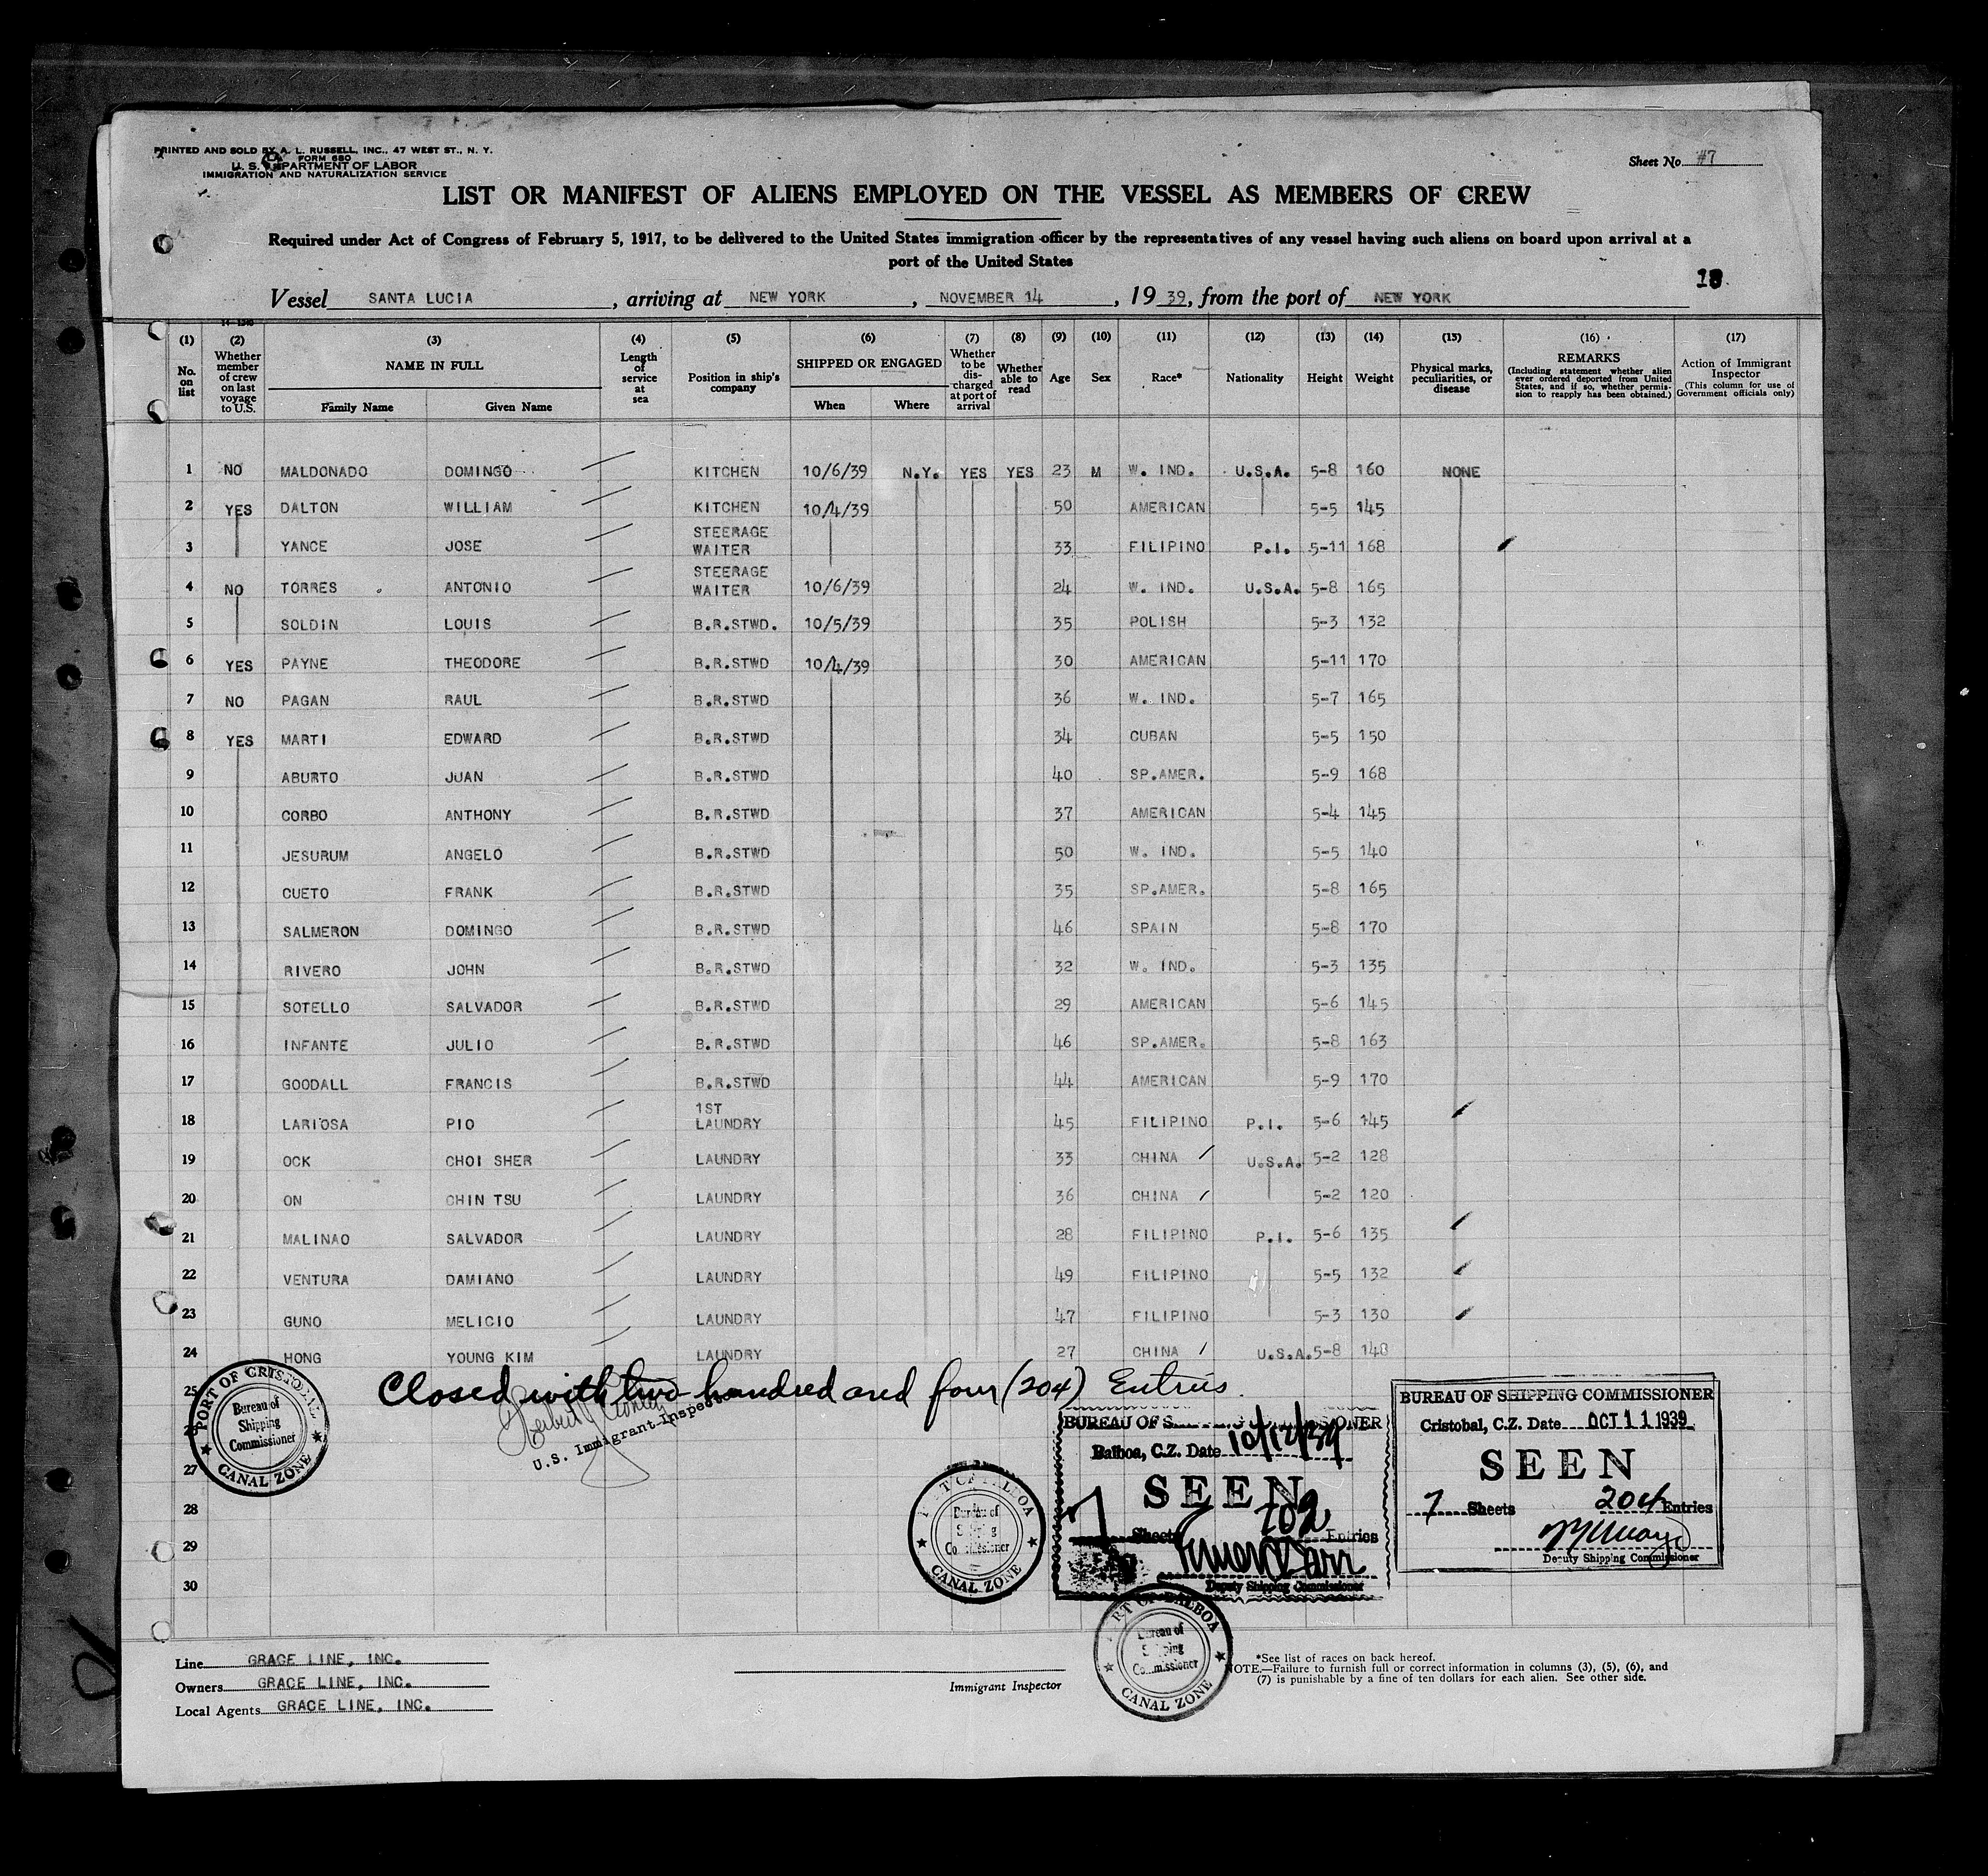 PRINTED AND SOLD BY A. L. RUSSELL, INC., 47 WEST ST., N. Y.
FORM 680
U. S. DEPARTMENT OF LABOR
IMMIGRATION AND NATURALIZATION SERVICE
Sheet No. #7
LIST OR MANIFEST OF ALIENS EMPLOYED ON THE VESSEL AS MEMBERS OF CREW
Required under Act of Congress of February 5, 1917, to be delivered to the United States immigration officer by the representatives of any vessel having such aliens on board upon arrival at a
port of the United States
Vessel SANTA LUCIA, arriving at NEW YORK, NOVEMBER 14, 1939, from the port of NEW YORK
(1) No. on list
(2) Whether member of crew on last voyage to U.S.
(3) NAME IN FULL Family Name Given Name
(4) Length of service at sea
(5) Position in ship's company
(6) SHIPPED OR ENGAGED When Where
(7) Whether to be discharged at port of arrival
(8) Whether able to read
(9) Age
(10) Sex
(11) Race*
(12) Nationality
(13) Height
(14) Weight
(15) Physical marks, peculiarities, or disease
(16) REMARKS (Including statement whether alien ever ordered deported from United States, and if so, whether permission to reapply has been obtained.)
(17) Action of Immigrant Inspector (This column for use of Government officials only)
1 NO MALDONADO DOMINGO KITCHEN 10/6/39 N.Y. YES YES 23 M W. IND. U.S.A. 5-8 160 NONE
2 YES DALTON WILLIAM KITCHEN 10/4/39 50 AMERICAN 5-5 145
3 YANCE JOSE STEERAGE WAITER 33 FILIPINO P.I. 5-11 168
4 NO TORRES ANTONIO STEERAGE WAITER 10/6/39 24 W. IND. U.S.A. 5-8 165
5 SOLDIN LOUIS B.R.STWD. 10/5/39 35 POLISH 5-3 132
6 YES PAYNE THEODORE B.R.STWD 10/4/39 30 AMERICAN 5-11 170
7 NO PAGAN RAUL B.R.STWD 36 W. IND. 5-7 165
8 YES MARTI EDWARD B.R.STWD 34 CUBAN 5-5 150
9 ABURTO JUAN B.R.STWD 40 SP.AMER. 5-9 168
10 CORBO ANTHONY B.R.STWD 37 AMERICAN 5-4 145
11 JESURUM ANGELO B.R.STWD 50 W. IND. 5-5 140
12 CUETO FRANK B.R.STWD 35 SP.AMER. 5-8 165
13 SALMERON DOMINGO B.R.STWD 46 SPAIN 5-8 170
14 RIVERO JOHN B.R.STWD 32 W. IND. 5-3 135
15 SOTELLO SALVADOR B.R.STWD 29 AMERICAN 5-6 145
16 INFANTE JULIO B.R.STWD 46 SP.AMER. 5-8 163
17 GOODALL FRANCIS B.R.STWD 44 AMERICAN 5-9 170
18 LARIOSA PIO 1ST LAUNDRY 45 FILIPINO P.I. 5-6 145
19 OCK CHOI SHER LAUNDRY 33 CHINA U.S.A. 5-2 128
20 ON CHIN TSU LAUNDRY 36 CHINA 5-2 120
21 MALINAO SALVADOR LAUNDRY 28 FILIPINO P.I. 5-6 135
22 VENTURA DAMIANO LAUNDRY 49 FILIPINO 5-5 132
23 GUNO MELICIO LAUNDRY 47 FILIPINO 5-3 130
24 HONG YOUNG KIM LAUNDRY 27 CHINA U.S.A. 5-8 148
25
26
27
28
29
30
Closed with two hundred and four (204) Entries.
U.S. Immigrant Inspector
PORT OF CRISTOBAL
Bureau of
Shipping
Commissioner
CANAL ZONE
PORT OF BALBOA
Bureau of
Shipping
Commissioner
CANAL ZONE
BUREAU OF SHIPPING COMMISSIONER
Balboa, C.Z. Date 10/12/39
SEEN
7 Sheets 202 Entries
Deputy Shipping Commissioner
BUREAU OF SHIPPING COMMISSIONER
Cristobal, C.Z. Date OCT 11 1939
SEEN
7 Sheets 204 Entries
Deputy Shipping Commissioner
PORT OF BALBOA
Bureau of
Shipping
Commissioner
CANAL ZONE
Line GRACE LINE, INC.
Owners GRACE LINE, INC.
Local Agents GRACE LINE, INC.
Immigrant Inspector
*See list of races on back hereof.
NOTE.—Failure to furnish full or correct information in columns (3), (5), (6), and
(7) is punishable by a fine of ten dollars for each alien. See other side.